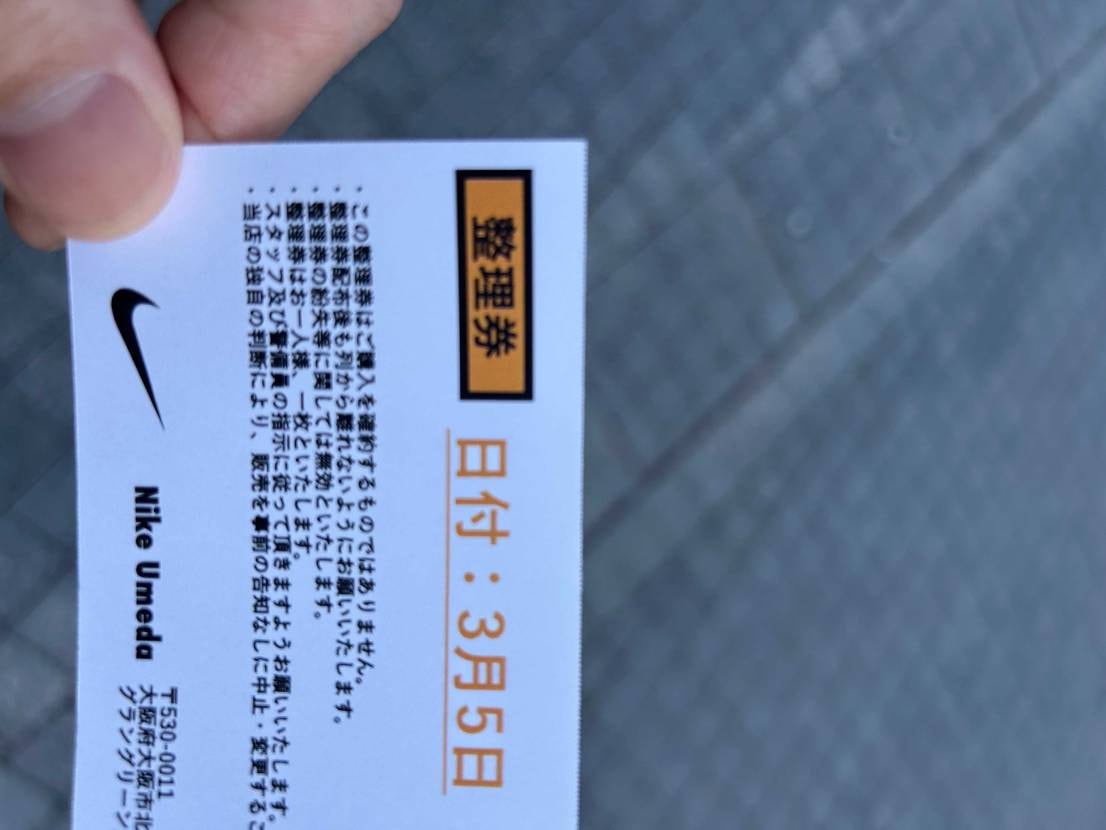 整理券
日付：3月5日
・この整理券はご購入を確約するものではありません。
・整理券配布後も列から離れないようにお願いいたします。
・整理券の紛失等に関しては無効といたします。
・整理券はお一人様、一枚といたします。
・スタッフ及び警備員の指示に従って頂きますようお願いいたします。
・当店の独自の判断により、販売を事前の告知なしに中止・変更するこ
Nike Umeda
〒530-0011
大阪府大阪市北
グラングリーン